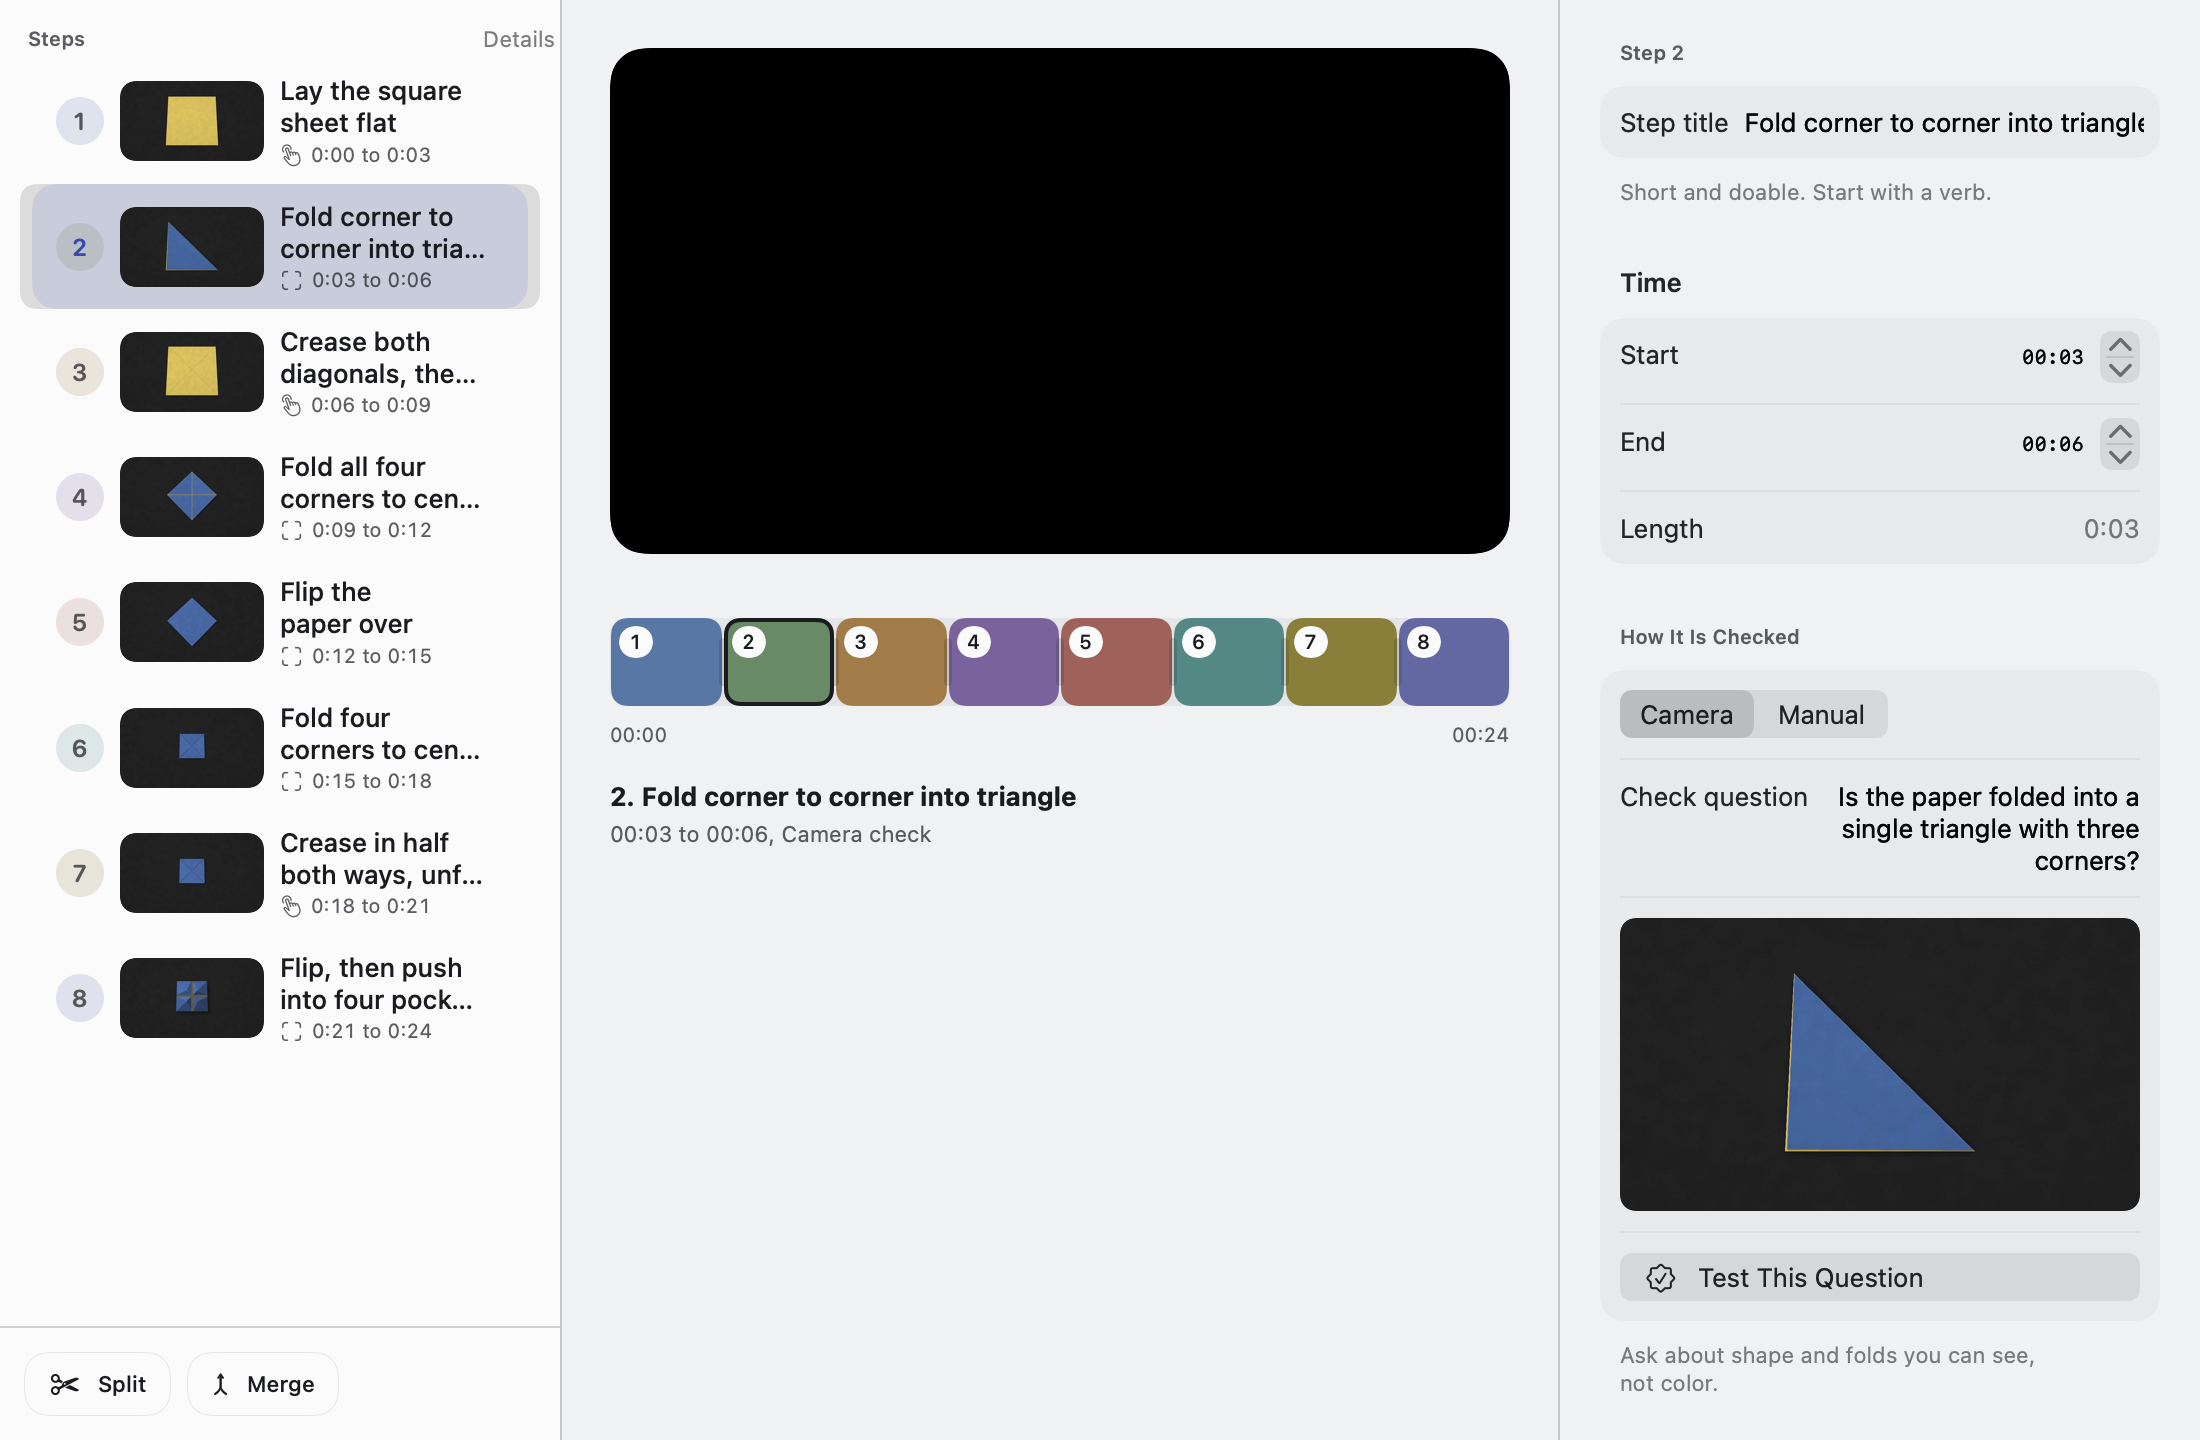 Steps
Details
1
Lay the square
sheet flat
0:00 to 0:03
2
Fold corner to
corner into tria...
0:03 to 0:06
3
Crease both
diagonals, the...
0:06 to 0:09
4
Fold all four
corners to cen...
0:09 to 0:12
5
Flip the
paper over
0:12 to 0:15
6
Fold four
corners to cen...
0:15 to 0:18
7
Crease in half
both ways, unf...
0:18 to 0:21
8
Flip, then push
into four pock...
0:21 to 0:24
Split
Merge
1 2 3 4 5 6 7 8
00:00
00:24
2. Fold corner to corner into triangle
00:03 to 00:06, Camera check
Step 2
Step title Fold corner to corner into triangle
Short and doable. Start with a verb.
Time
Start 00:03
End 00:06
Length 0:03
How It Is Checked
Camera Manual
Check question Is the paper folded into a
single triangle with three
corners?
Test This Question
Ask about shape and folds you can see,
not color.